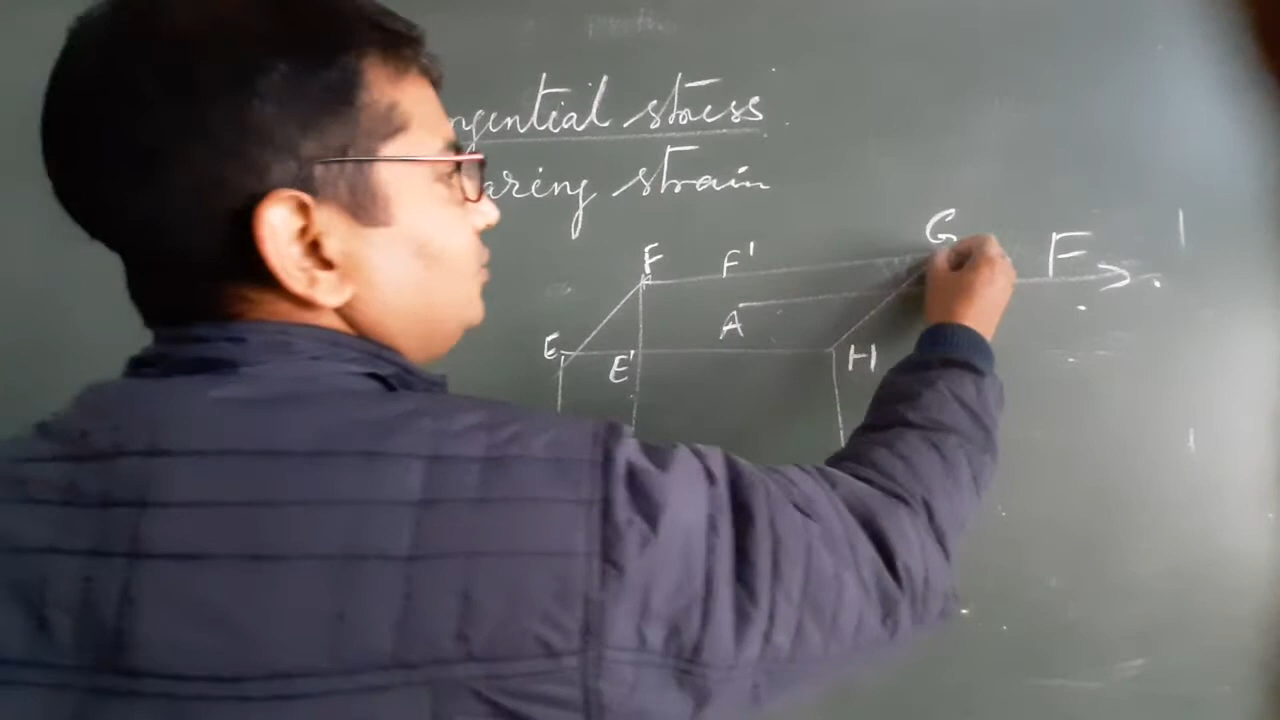 ngential stress
aring strain
G
F F' F
A
E E' H